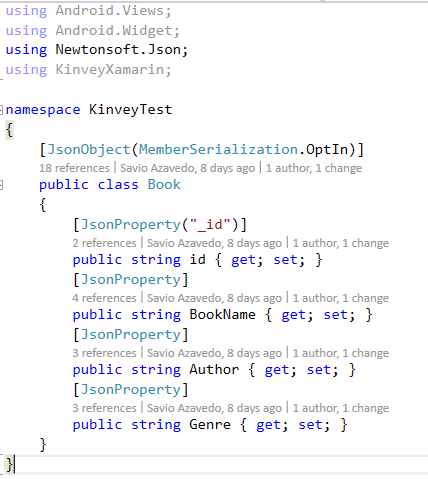 using Android.Views;
using Android.Widget;
using Newtonsoft.Json;
using KinveyXamarin;
namespace KinveyTest
{
[JsonObject(MemberSerialization.OptIn)]
18 references | Savio Azavedo, 8 days ago | 1 author, 1 change
public class Book
{
[JsonProperty("_id")]
2 references | Savio Azavedo, 8 days ago | 1 author, 1 change
public string id { get; set; }
[JsonProperty]
4 references | Savio Azavedo, 8 days ago | 1 author, 1 change
public string BookName { get; set; }
[JsonProperty]
3 references | Savio Azavedo, 8 days ago | 1 author, 1 change
public string Author { get; set; }
[JsonProperty]
3 references | Savio Azavedo, 8 days ago | 1 author, 1 change
public string Genre { get; set; }
}
}